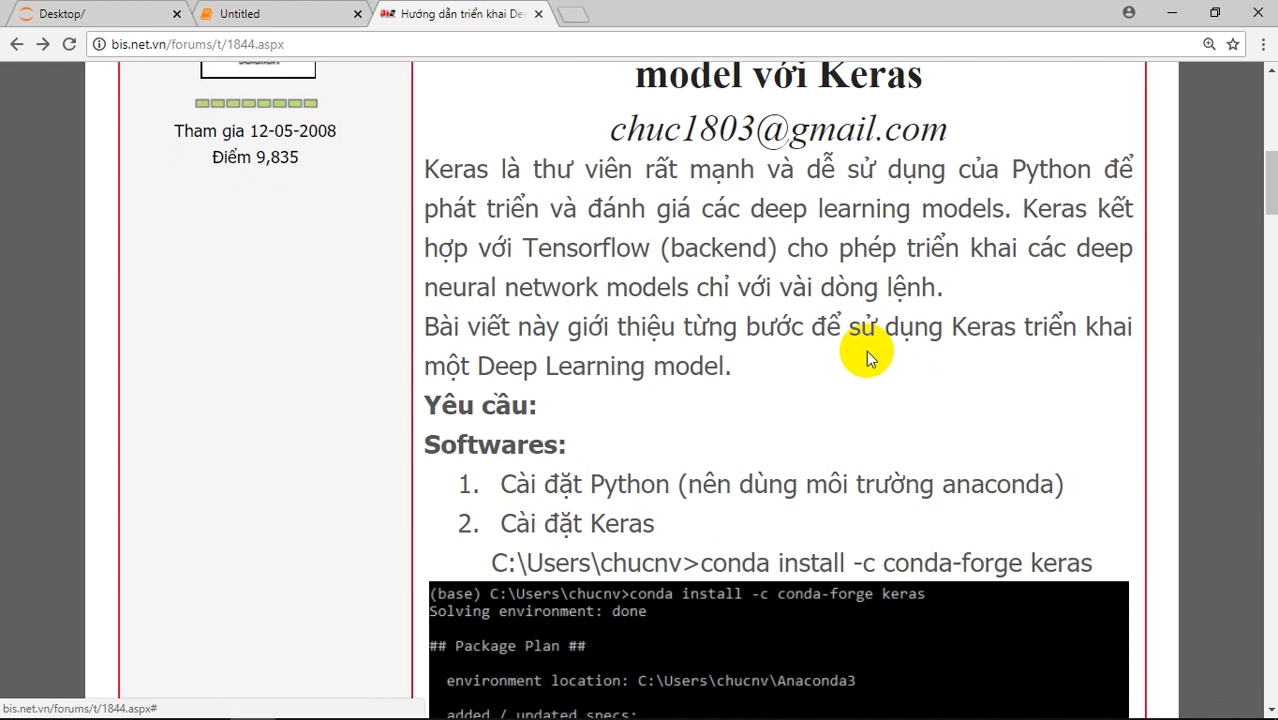 Desktop/
Untitled
Hướng dẫn triển khai De
bis.net.vn/forums/t/1844.aspx
Tham gia 12-05-2008
Điểm 9,835
model với Keras
chuc1803@gmail.com
Keras là thư viên rất mạnh và dễ sử dụng của Python để
phát triển và đánh giá các deep learning models. Keras kết
hợp với Tensorflow (backend) cho phép triển khai các deep
neural network models chỉ với vài dòng lệnh.
Bài viết này giới thiệu từng bước để sử dụng Keras triển khai
một Deep Learning model.
Yêu cầu:
Softwares:
1. Cài đặt Python (nên dùng môi trường anaconda)
2. Cài đặt Keras
C:\Users\chucnv>conda install -c conda-forge keras
(base) C:\Users\chucnv>conda install -c conda-forge keras
Solving environment: done
## Package Plan ##
environment location: C:\Users\chucnv\Anaconda3
added / updated specs:
bis.net.vn/forums/t/1844.aspx#